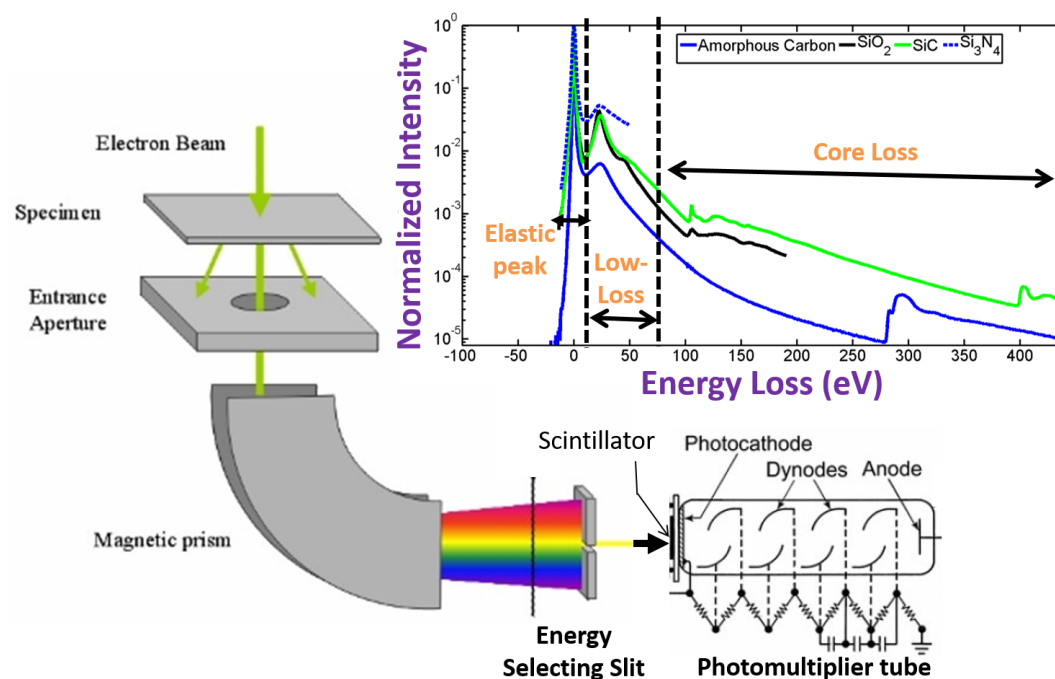 Electron Beam
Specimen
Entrance
Aperture
Magnetic prism
Normalized Intensity
10^0
10^-1
10^-2
10^-3
10^-4
10^-5
Amorphous Carbon
SiO₂
SiC
Si₃N₄
Core Loss
Elastic
peak
Low-
Loss
-100 -50 0 50 100 150 200 250 300 350 400
Energy Loss (eV)
Scintillator
Photocathode
Dynodes
Anode
Energy
Selecting Slit
Photomultiplier tube